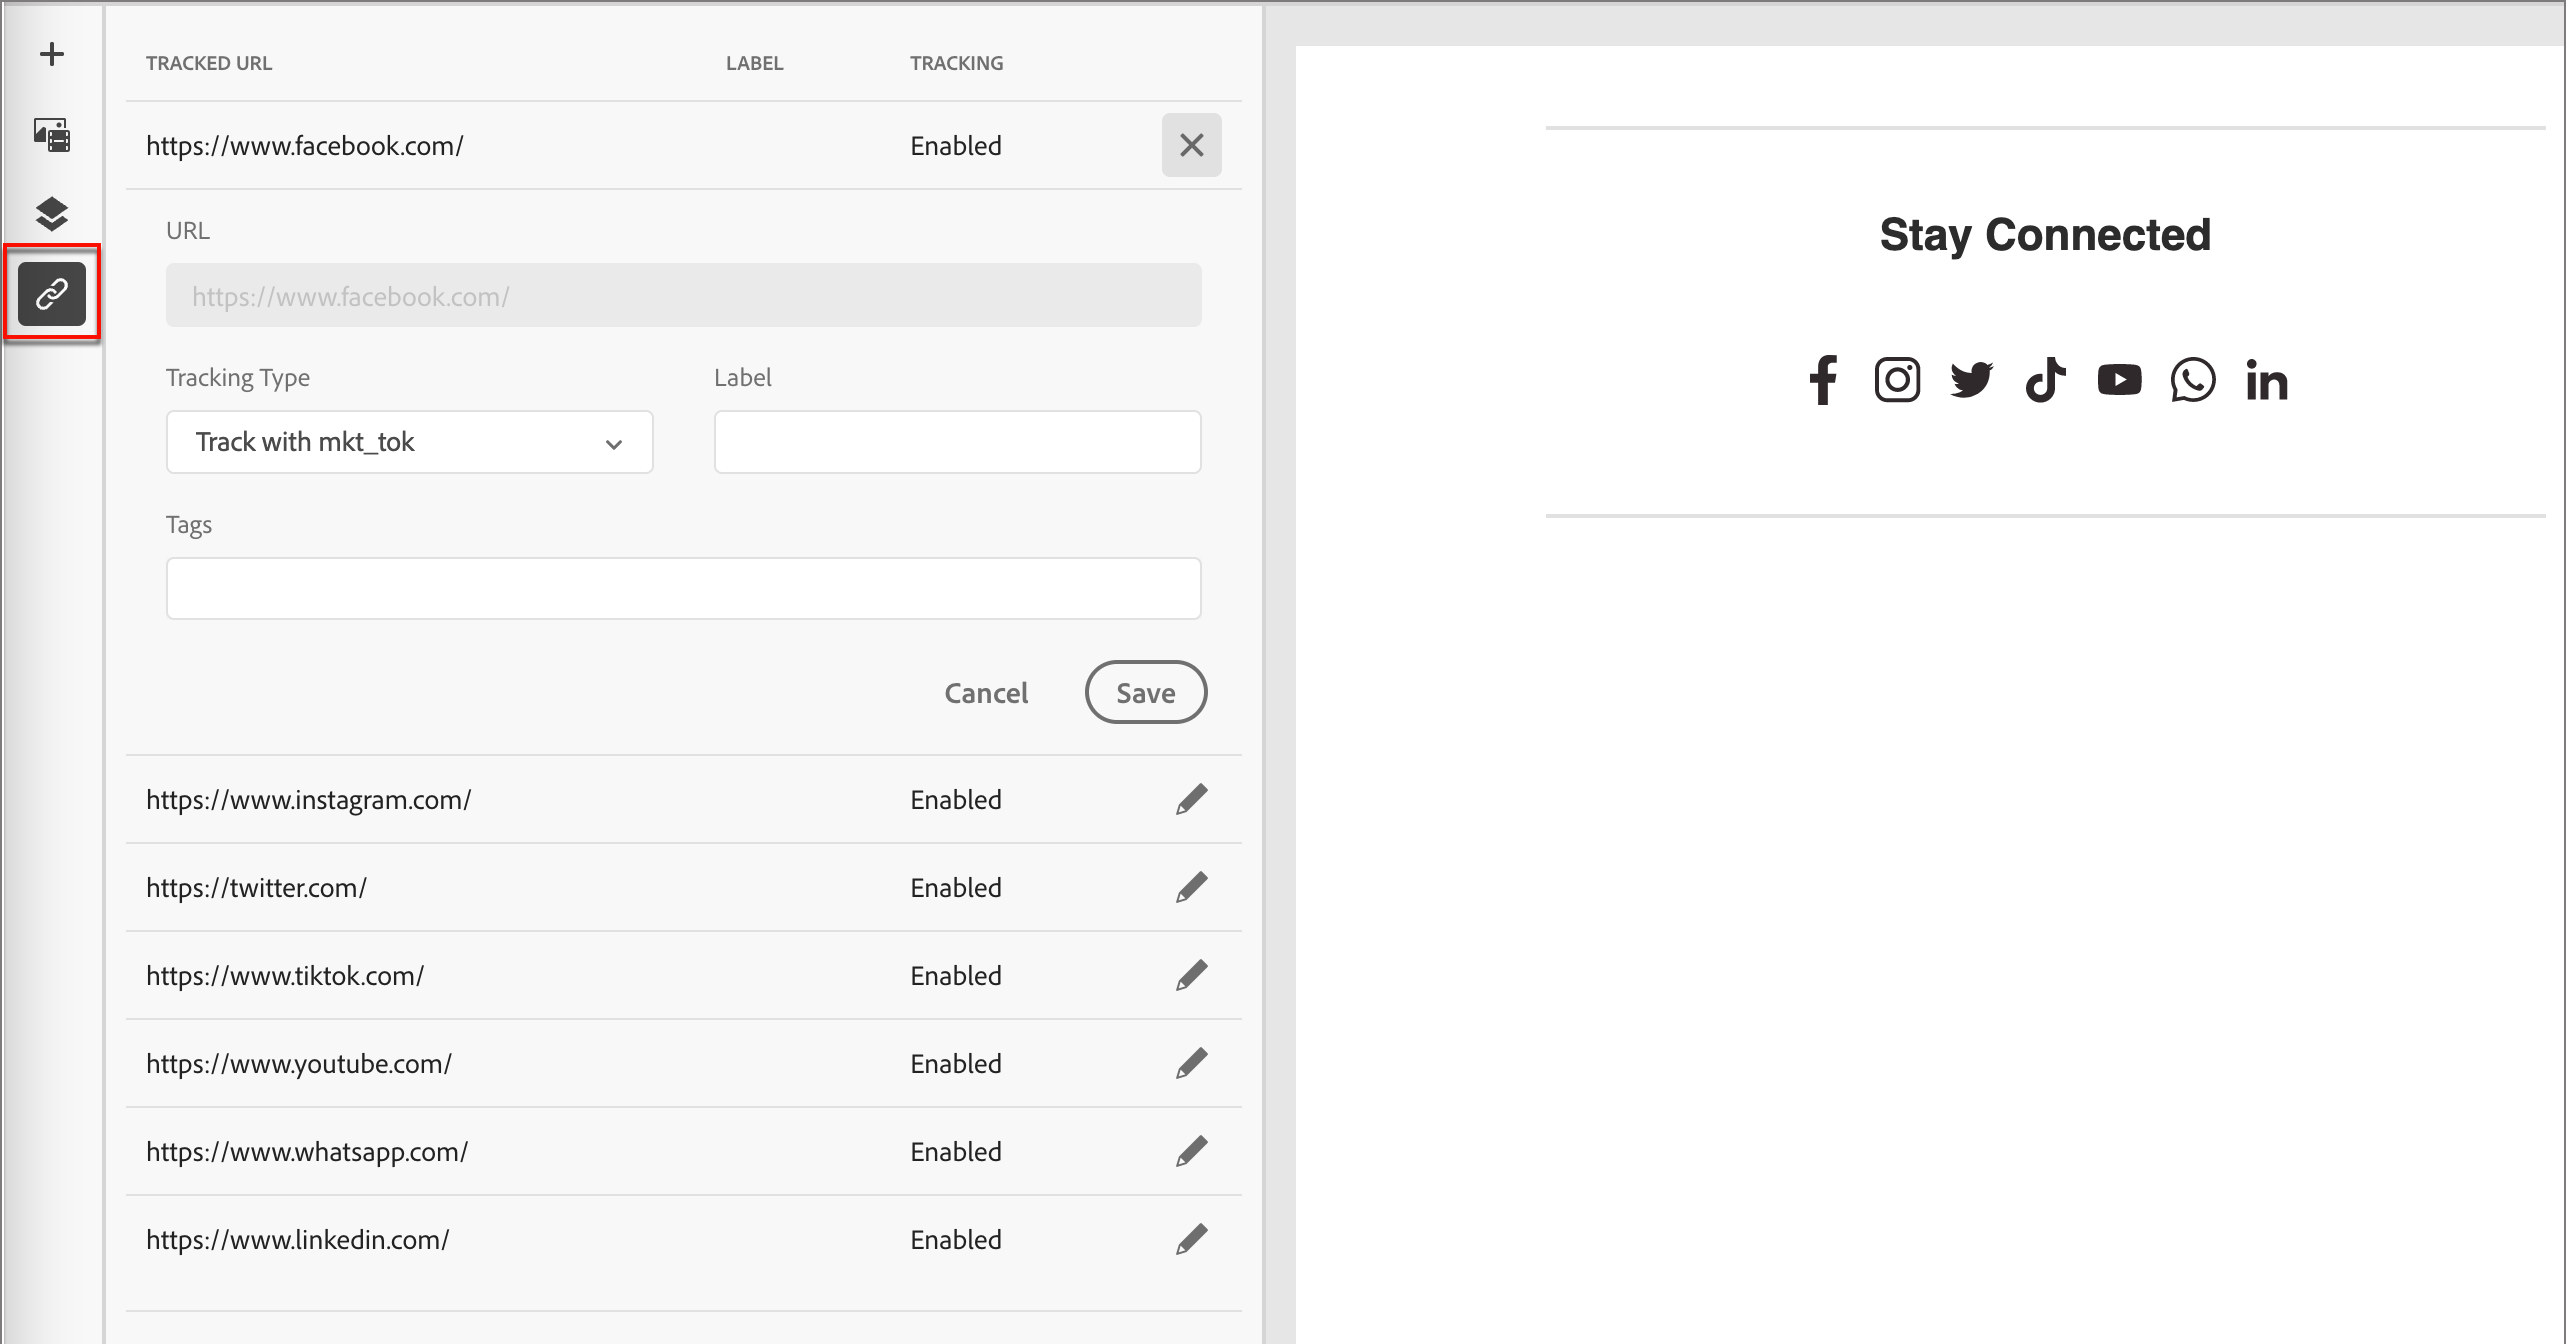 TRACKED URL LABEL TRACKING
https://www.facebook.com/ Enabled
URL
https://www.facebook.com/
Tracking Type Label
Track with mkt_tok
Tags
Cancel Save
https://www.instagram.com/ Enabled
https://twitter.com/ Enabled
https://www.tiktok.com/ Enabled
https://www.youtube.com/ Enabled
https://www.whatsapp.com/ Enabled
https://www.linkedin.com/ Enabled
Stay Connected